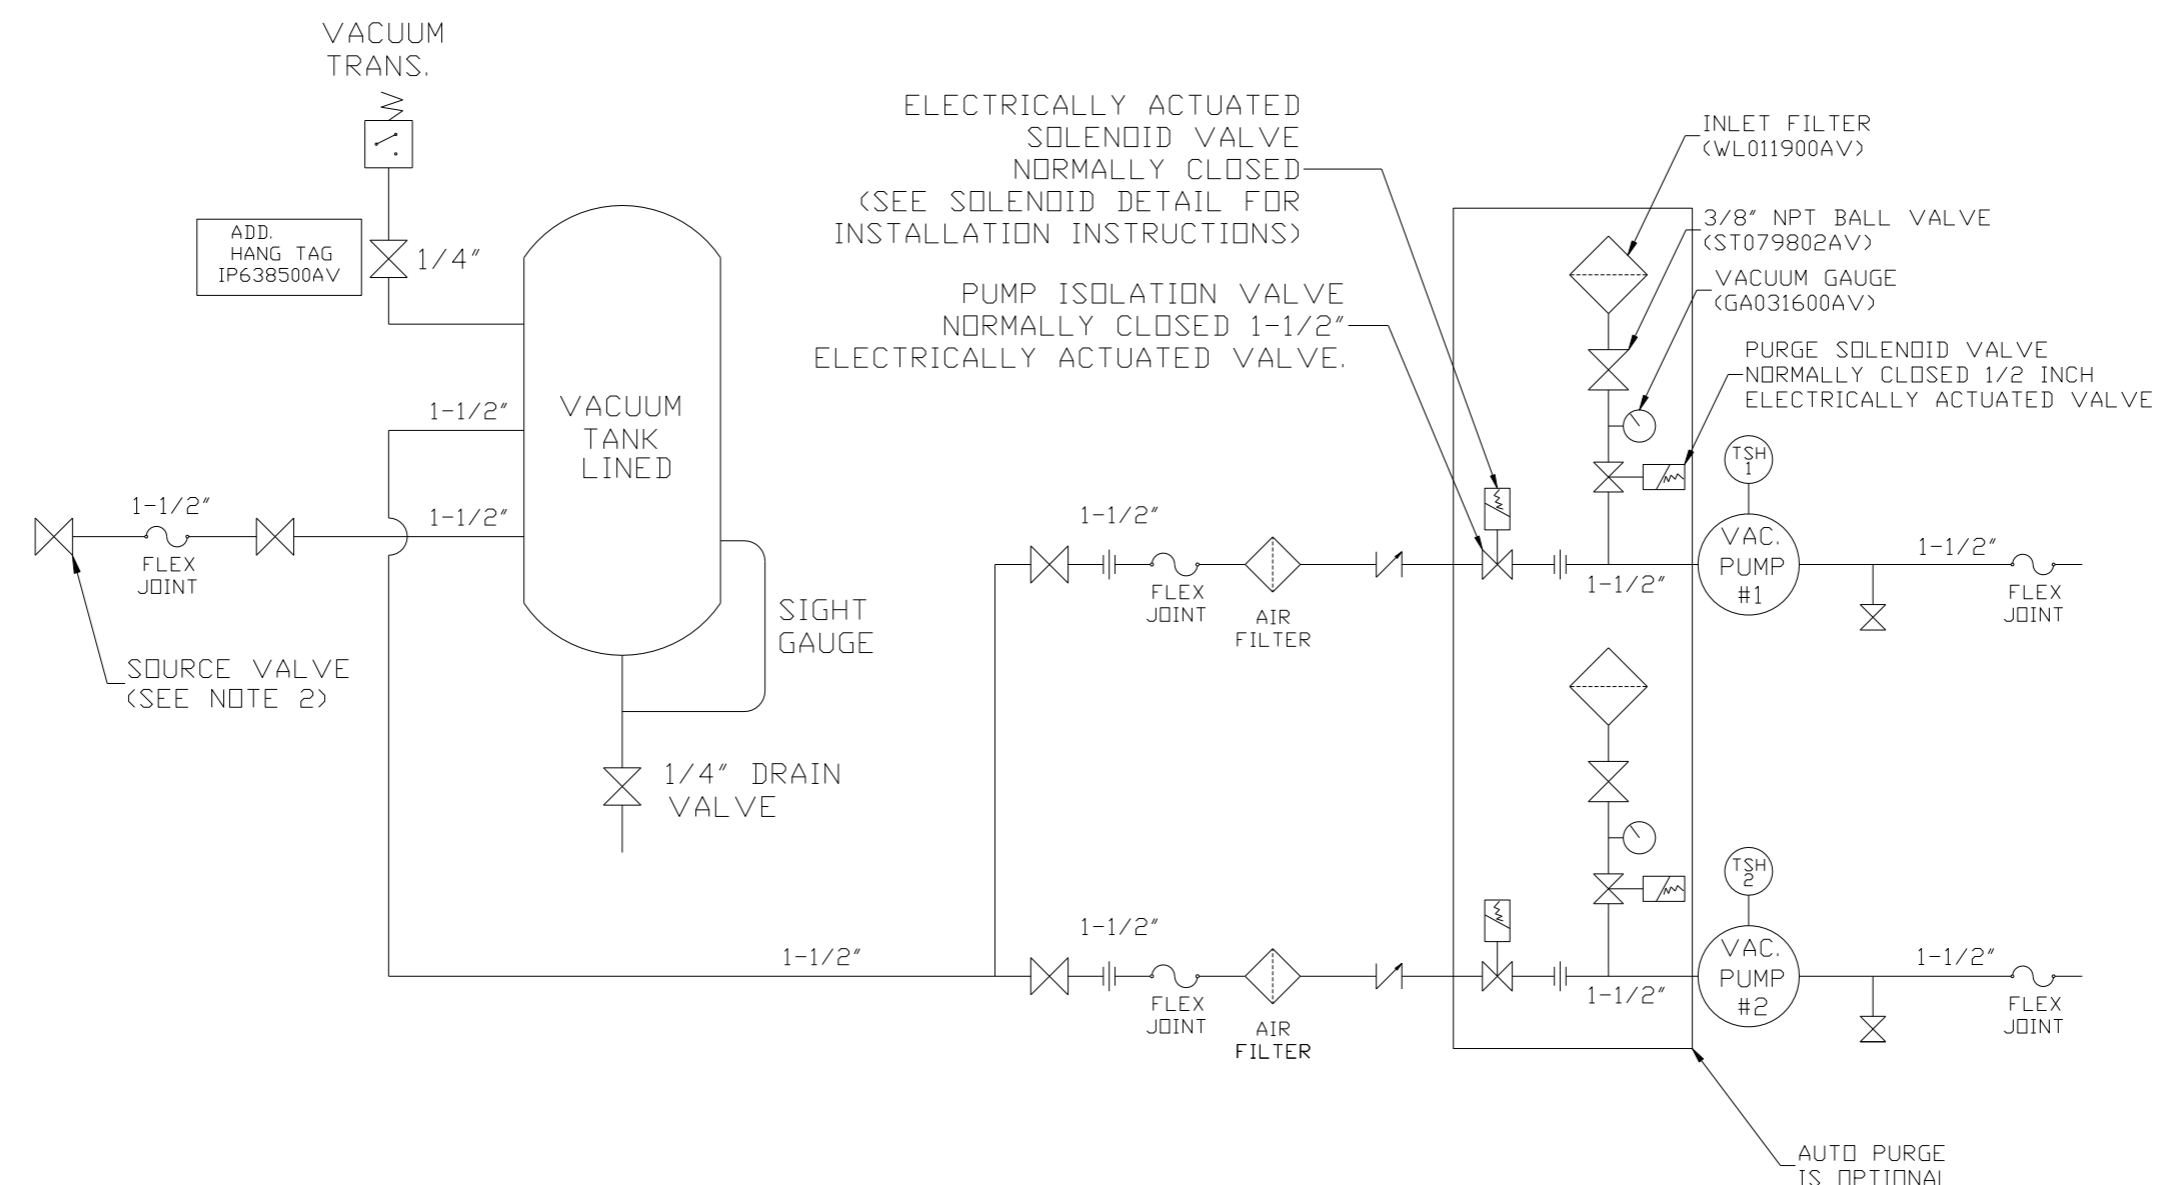 VACUUM
TRANS.
ADD.
HANG TAG
IP638500AV
1/4"
ELECTRICALLY ACTUATED
SOLENOID VALVE
NORMALLY CLOSED
(SEE SOLENOID DETAIL FOR
INSTALLATION INSTRUCTIONS)
PUMP ISOLATION VALVE
NORMALLY CLOSED 1-1/2"
ELECTRICALLY ACTUATED VALVE.
INLET FILTER
(WL011900AV)
3/8" NPT BALL VALVE
(ST079802AV)
VACUUM GAUGE
(GA031600AV)
PURGE SOLENOID VALVE
NORMALLY CLOSED 1/2 INCH
ELECTRICALLY ACTUATED VALVE
1-1/2"
VACUUM
TANK
LINED
1-1/2"
1-1/2"
FLEX
JOINT
SOURCE VALVE
(SEE NOTE 2)
SIGHT
GAUGE
1/4" DRAIN
VALVE
1-1/2"
FLEX
JOINT
AIR
FILTER
1-1/2"
TSH
1
VAC.
PUMP
#1
1-1/2"
FLEX
JOINT
1-1/2"
1-1/2"
FLEX
JOINT
AIR
FILTER
1-1/2"
TSH
2
VAC.
PUMP
#2
1-1/2"
FLEX
JOINT
AUTO PURGE
IS OPTIONAL